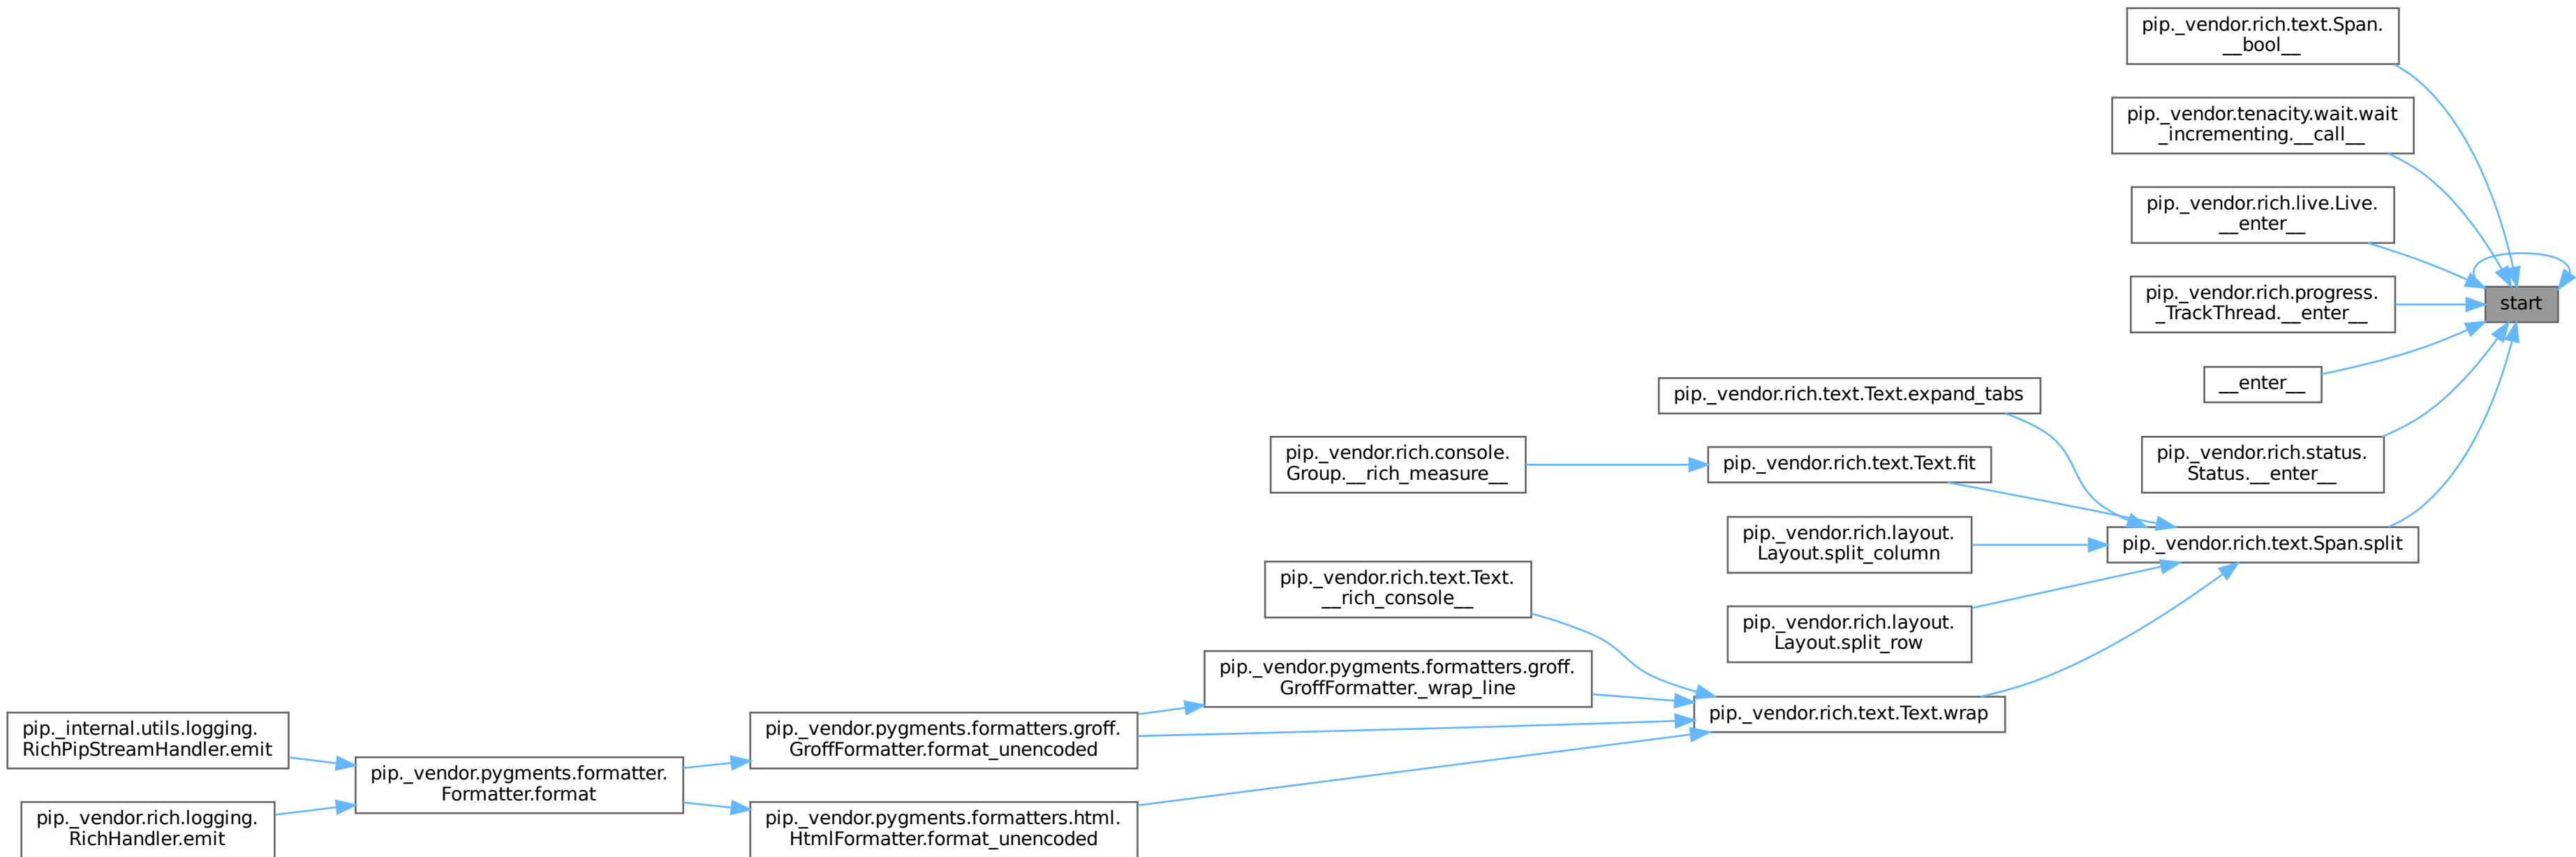 pip._vendor.rich.text.Span.
__bool__
pip._vendor.tenacity.wait.wait
_incrementing.__call__
pip._vendor.rich.live.Live.
__enter__
pip._vendor.rich.progress.
_TrackThread.__enter__
start
__enter__
pip._vendor.rich.text.Text.expand_tabs
pip._vendor.rich.console.
Group.__rich_measure__
pip._vendor.rich.text.Text.fit
pip._vendor.rich.status.
Status.__enter__
pip._vendor.rich.layout.
Layout.split_column
pip._vendor.rich.text.Span.split
pip._vendor.rich.text.Text.
__rich_console__
pip._vendor.rich.layout.
Layout.split_row
pip._vendor.pygments.formatters.groff.
GroffFormatter._wrap_line
pip._vendor.rich.text.Text.wrap
pip._internal.utils.logging.
RichPipStreamHandler.emit
pip._vendor.pygments.formatters.groff.
GroffFormatter.format_unencoded
pip._vendor.pygments.formatter.
Formatter.format
pip._vendor.rich.logging.
RichHandler.emit
pip._vendor.pygments.formatters.html.
HtmlFormatter.format_unencoded